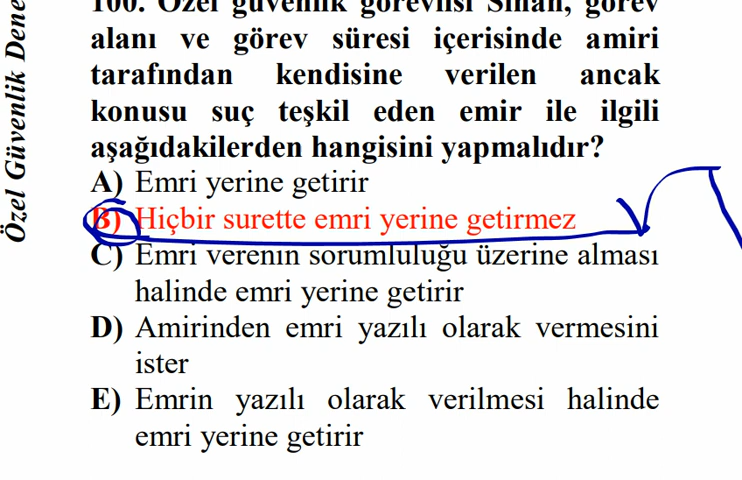 100. Özel güvenlik görevlisi Sinan, görev
alanı ve görev süresi içerisinde amiri
tarafından kendisine verilen ancak
konusu suç teşkil eden emir ile ilgili
aşağıdakilerden hangisini yapmalıdır?
A) Emri yerine getirir
B) Hiçbir surette emri yerine getirmez
C) Emri verenin sorumluluğu üzerine alması
halinde emri yerine getirir
D) Amirinden emri yazılı olarak vermesini
ister
E) Emrin yazılı olarak verilmesi halinde
emri yerine getirir
Özel Güvenlik Dene